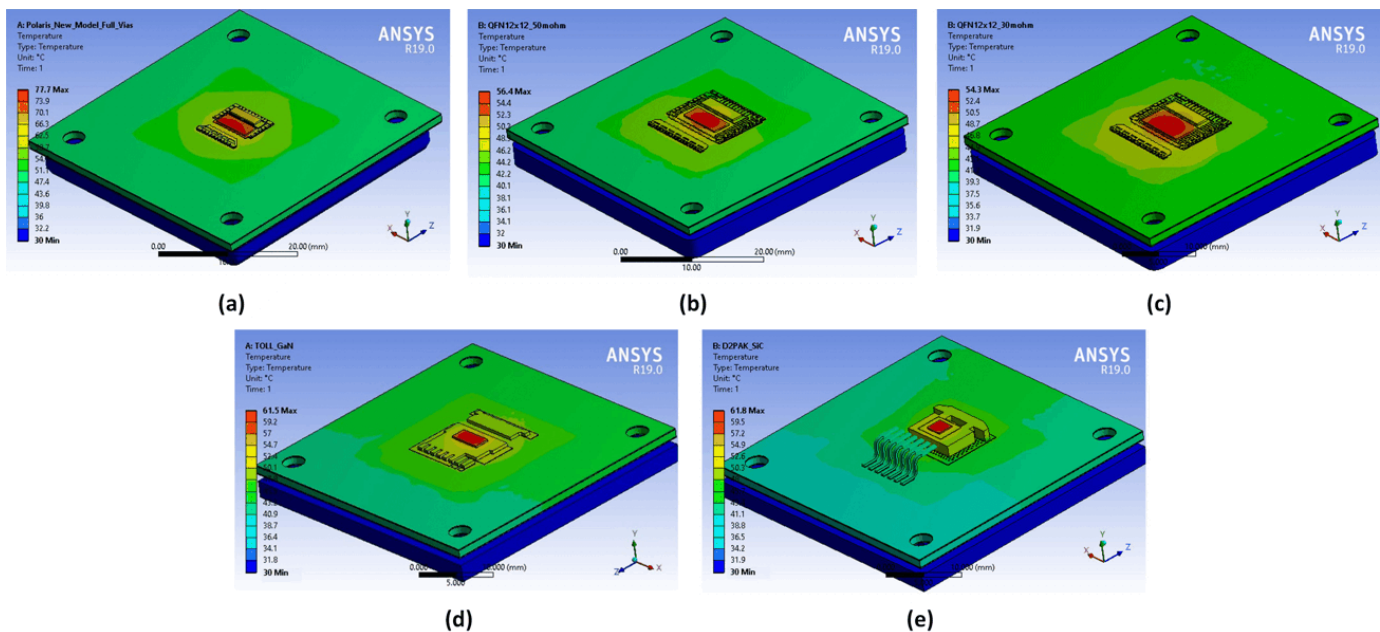 A: Polaris_New_Model_Full_Vias
Temperature
Type: Temperature
Unit: °C
Time: 1
77.7 Max
73.9
70.1
66.3
62.5
51.4
47.4
43.6
39.8
36
32.2
30 Min
ANSYS
R19.0
X
Y
Z
0.00
20.00 (mm)
(a)
B: QFN12x12_50mohm
Temperature
Type: Temperature
Unit: °C
Time: 1
56.4 Max
54.4
46.2
44.2
42.2
40.1
38.1
36.1
34.1
32
30 Min
ANSYS
R19.0
X
Y
Z
0.00
10.00
20.00 (mm)
(b)
B: QFN12x12_30mohm
Temperature
Type: Temperature
Unit: °C
Time: 1
54.3 Max
52.4
50.5
39.3
37.5
35.6
33.7
31.9
30 Min
ANSYS
R19.0
X
Y
Z
(mm)
(c)
A: TOLL_GaN
Temperature
Type: Temperature
Unit: °C
Time: 1
61.5 Max
59.2
57
40.9
38.7
36.4
34.1
31.8
30 Min
ANSYS
R19.0
Y
Z
X
5.000
(mm)
(d)
B: D2PAK_SiC
Temperature
Type: Temperature
Unit: °C
Time: 1
61.8 Max
59.5
57.2
54.9
52.6
50.3
41.1
38.8
36.5
34.2
31.9
30 Min
ANSYS
R19.0
X
Y
Z
(mm)
(e)